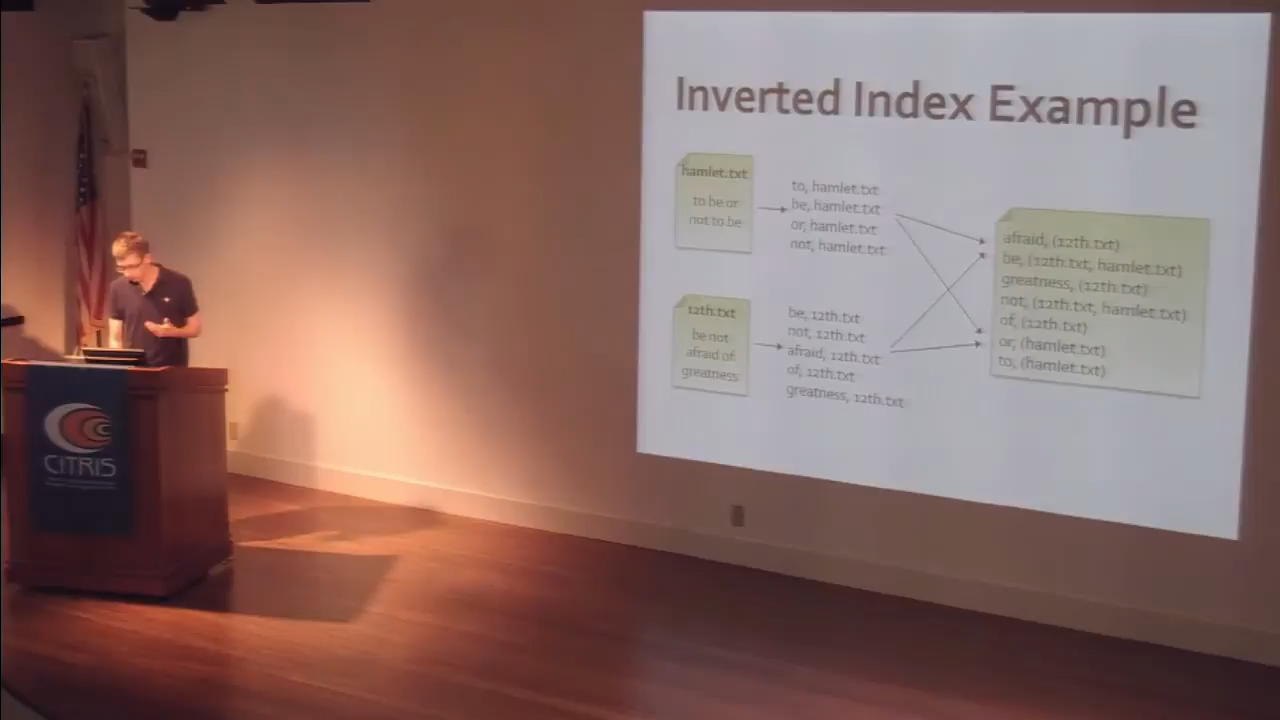 Inverted Index Example
hamlet.txt
to be or
not to be
to, hamlet.txt
be, hamlet.txt
or, hamlet.txt
not, hamlet.txt
12th.txt
be not
afraid of
greatness
be, 12th.txt
not, 12th.txt
afraid, 12th.txt
of, 12th.txt
greatness, 12th.txt
afraid, (12th.txt)
be, (12th.txt, hamlet.txt)
greatness, (12th.txt)
not, (12th.txt, hamlet.txt)
of, (12th.txt)
or, (hamlet.txt)
to, (hamlet.txt)
CITRIS